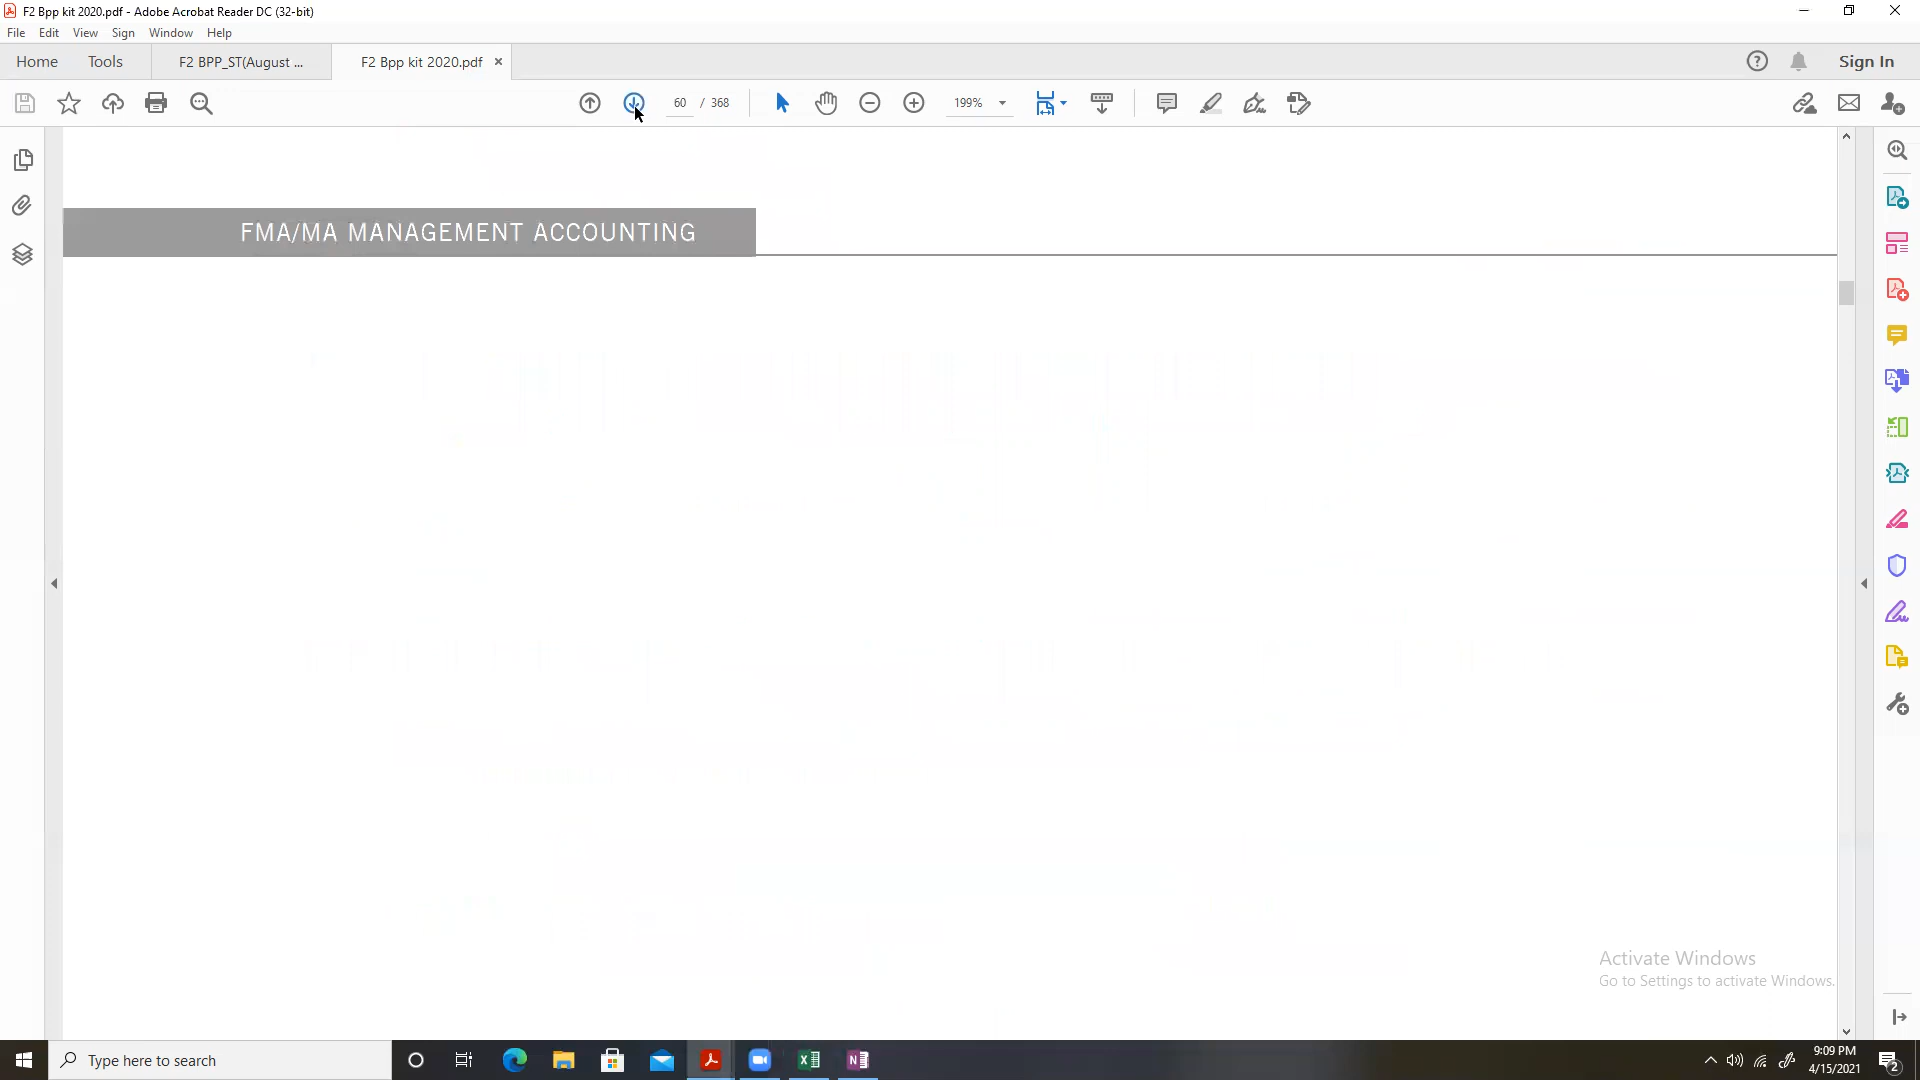 F2 Bpp kit 2020.pdf - Adobe Acrobat Reader DC (32-bit)
File Edit View Sign Window Help
Home Tools F2 BPP_ST(August ... F2 Bpp kit 2020.pdf Sign In
60 / 368 199%
FMA/MA MANAGEMENT ACCOUNTING
Activate Windows
Go to Settings to activate Windows.
Type here to search
9:09 PM
4/15/2021
2